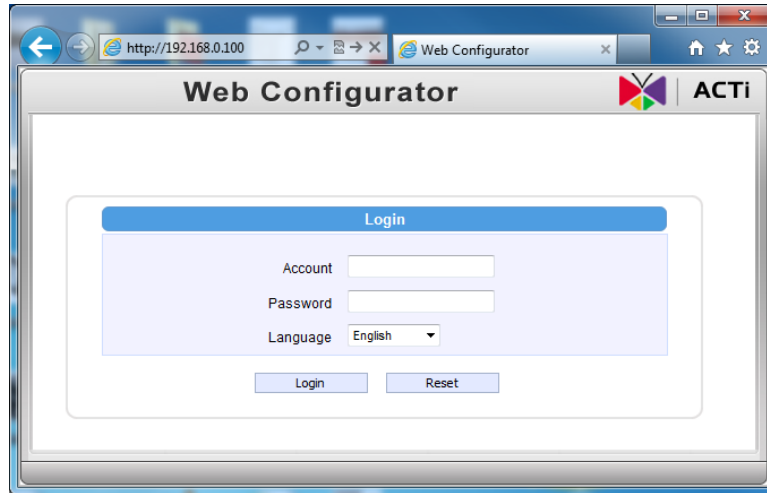 http://192.168.0.100 Web Configurator
Web Configurator ACTi
Login
Account
Password
Language English
Login Reset